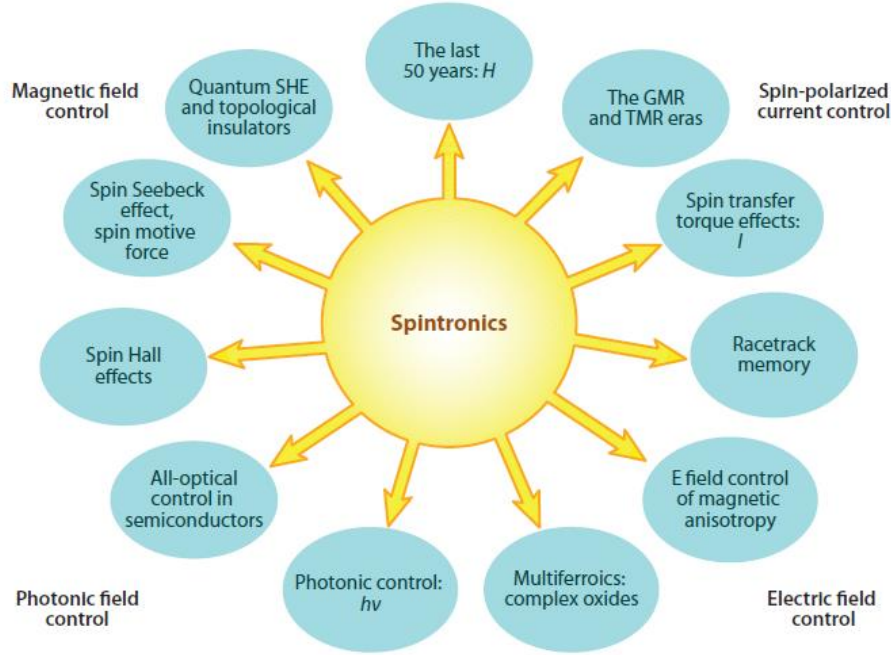 The last
50 years: H
Magnetic field
control
Quantum SHE
and topological
insulators
The GMR
and TMR eras
Spin-polarized
current control
Spin Seebeck
effect,
spin motive
force
Spin transfer
torque effects:
I
Spintronics
Spin Hall
effects
Racetrack
memory
All-optical
control in
semiconductors
E field control
of magnetic
anisotropy
Photonic control:
hν
Multiferroics:
complex oxides
Photonic field
control
Electric field
control